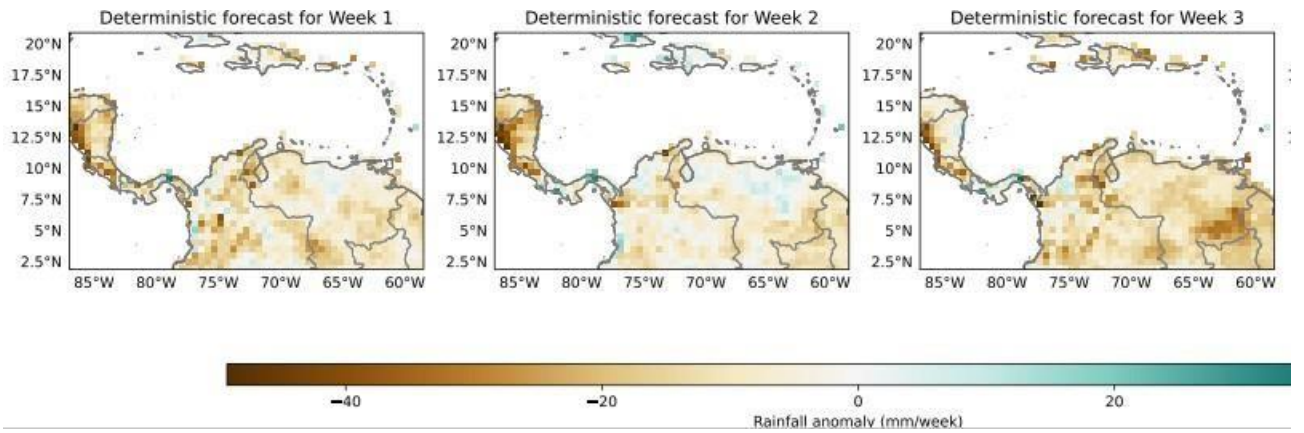 Deterministic forecast for Week 1
20°N
17.5°N
15°N
12.5°N
10°N
7.5°N
5°N
2.5°N
85°W 80°W 75°W 70°W 65°W 60°W
Deterministic forecast for Week 2
20°N
17.5°N
15°N
12.5°N
10°N
7.5°N
5°N
2.5°N
85°W 80°W 75°W 70°W 65°W 60°W
Deterministic forecast for Week 3
20°N
17.5°N
15°N
12.5°N
10°N
7.5°N
5°N
2.5°N
85°W 80°W 75°W 70°W 65°W 60°W
−40 −20 0 20
Rainfall anomaly (mm/week)